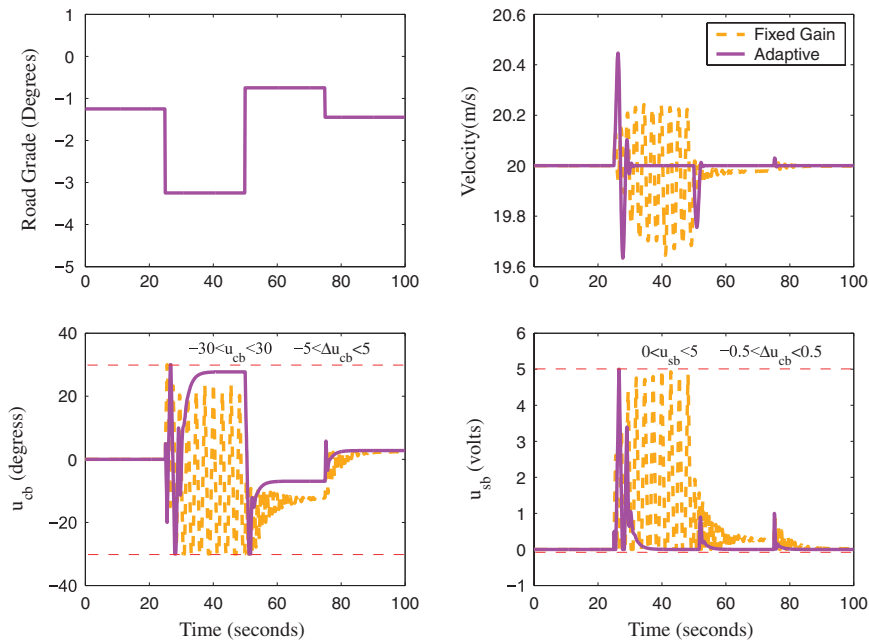 1
0
−1
−2
−3
−4
−5
Road Grade (Degrees)
0 20 40 60 80 100
20.6
20.4
20.2
20
19.8
19.6
Velocity(m/s)
Fixed Gain
Adaptive
0 20 40 60 80 100
40
20
0
−20
−40
u_cb (degress)
−30<u_cb<30 −5<Δu_cb<5
0 20 40 60 80 100
Time (seconds)
6
5
4
3
2
1
0
−1
u_sb (volts)
0<u_sb<5 −0.5<Δu_cb<0.5
0 20 40 60 80 100
Time (seconds)